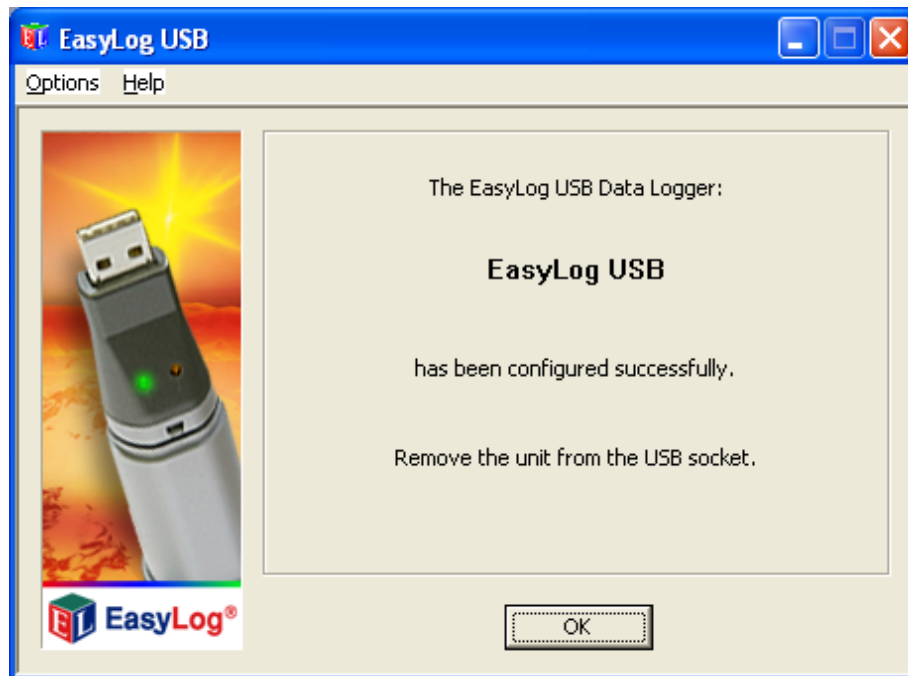 EasyLog USB
Options Help
The EasyLog USB Data Logger:
EasyLog USB
has been configured successfully.
Remove the unit from the USB socket.
EL EasyLog®
OK